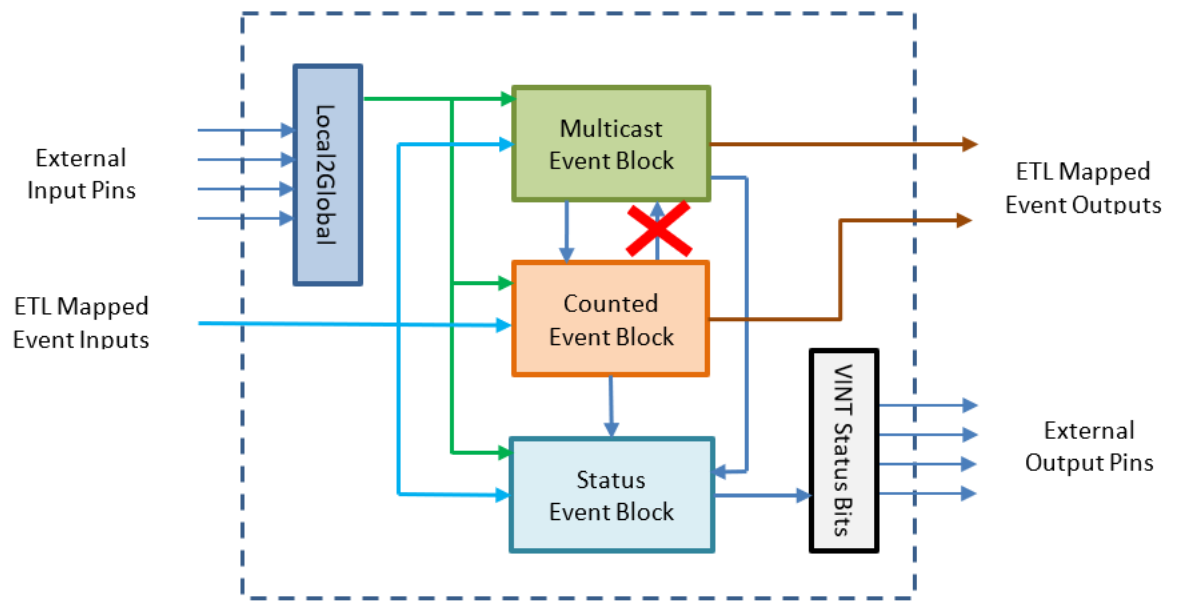 External
Input Pins
ETL Mapped
Event Inputs
Local2Global
Multicast
Event Block
Counted
Event Block
Status
Event Block
VINT Status Bits
ETL Mapped
Event Outputs
External
Output Pins